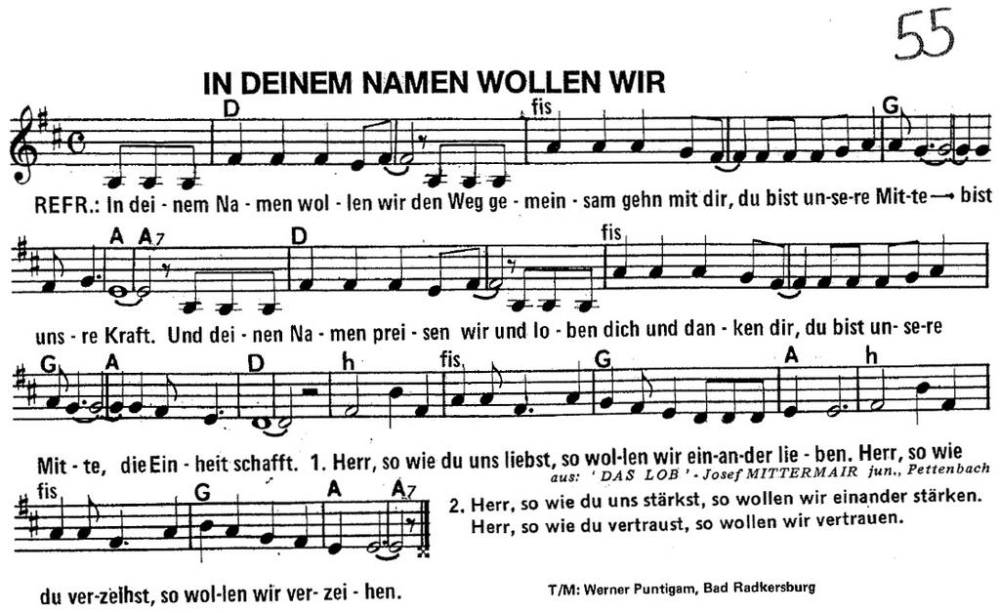 55
IN DEINEM NAMEN WOLLEN WIR
D fis G
REFR.: In dei - nem Na - men wol - len wir den Weg ge - mein - sam gehn mit dir, du bist un-se-re Mit-te bist
A A7 D fis
uns - re Kraft. Und dei - nen Na - men prei - sen wir und lo - ben dich und dan - ken dir, du bist un - se-re
G A D h fis G A h
Mit - te, die Ein - heit schafft. 1. Herr, so wie du uns liebst, so wol-len wir ein-an-der lie - ben. Herr, so wie
aus: 'DAS LOB' - Josef MITTERMAIR jun., Pettenbach
fis G A A7
2. Herr, so wie du uns stärkst, so wollen wir einander stärken.
Herr, so wie du vertraust, so wollen wir vertrauen.
du ver-zeihst, so wol-len wir ver- zei - hen.
T/M: Werner Puntigam, Bad Radkersburg